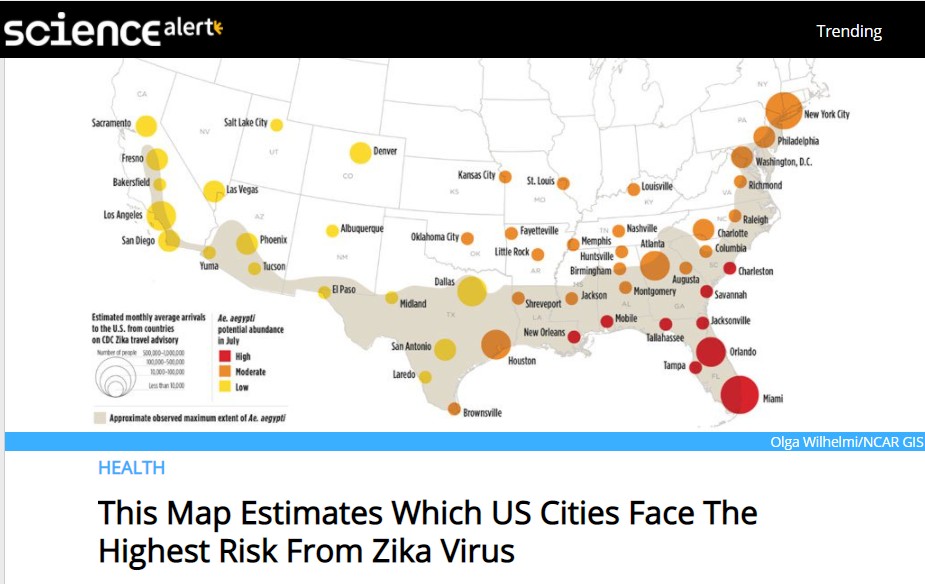 science alert
Trending
CA
NY
Sacramento
Salt Lake City
New York City
NV
PA
Philadelphia
UT
Denver
Fresno
Washington, D.C.
CO
Kansas City
St. Louis
Bakersfield
Las Vegas
Louisville
Richmond
KS
MO
KY
VA
Los Angeles
AZ
NC
Raleigh
San Diego
Phoenix
Albuquerque
Oklahoma City
Fayetteville
TN
Nashville
Charlotte
Memphis
Atlanta
NM
OK
Little Rock
Huntsville
Columbia
Yuma
Tucson
AR
Birmingham
SC
Charleston
Augusta
Dallas
El Paso
Midland
Shreveport
MS
Jackson
Montgomery
Savannah
AL
GA
TX
LA
Mobile
Jacksonville
New Orleans
Tallahassee
San Antonio
Houston
Orlando
Tampa
Laredo
FL
Miami
Brownsville
Estimated monthly average arrivals
to the U.S. from countries
on CDC Zika travel advisory
Number of people
500,000–1,200,000
100,000–500,000
10,000–100,000
Less than 10,000
Ae. aegypti
potential abundance
in July
High
Moderate
Low
Approximate observed maximum extent of Ae. aegypti
Olga Wilhelmi/NCAR GIS
HEALTH
This Map Estimates Which US Cities Face The
Highest Risk From Zika Virus